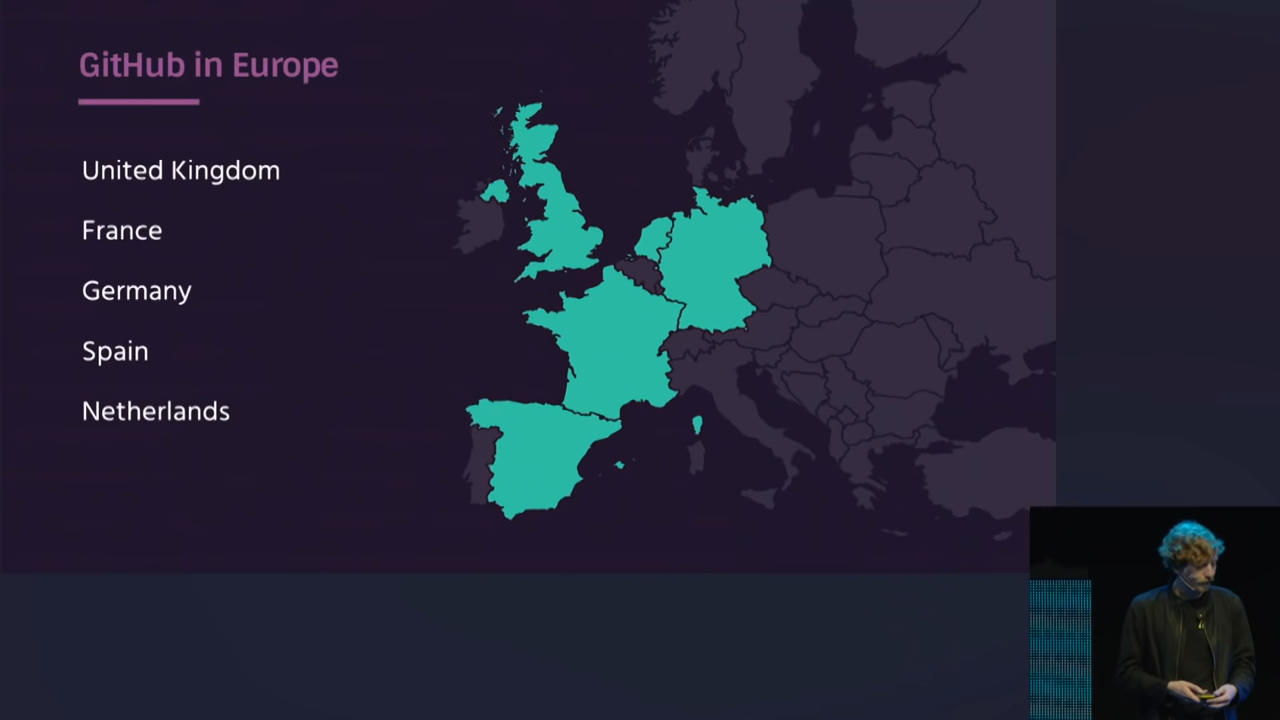 GitHub in Europe
United Kingdom
France
Germany
Spain
Netherlands